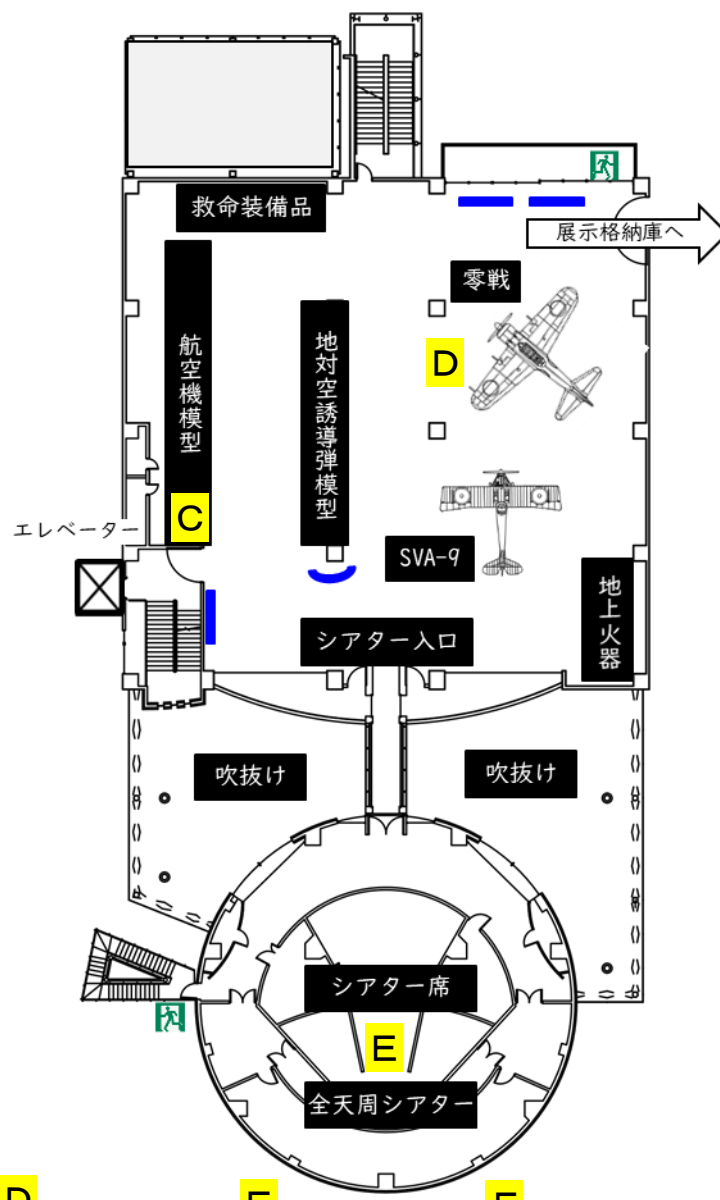 救命装備品
展示格納庫へ
零戦
航空機模型
地対空誘導弾模型
D
C
エレベーター
SVA-9
地上火器
シアター入口
吹抜け
吹抜け
シアター席
E
全天周シアター
D